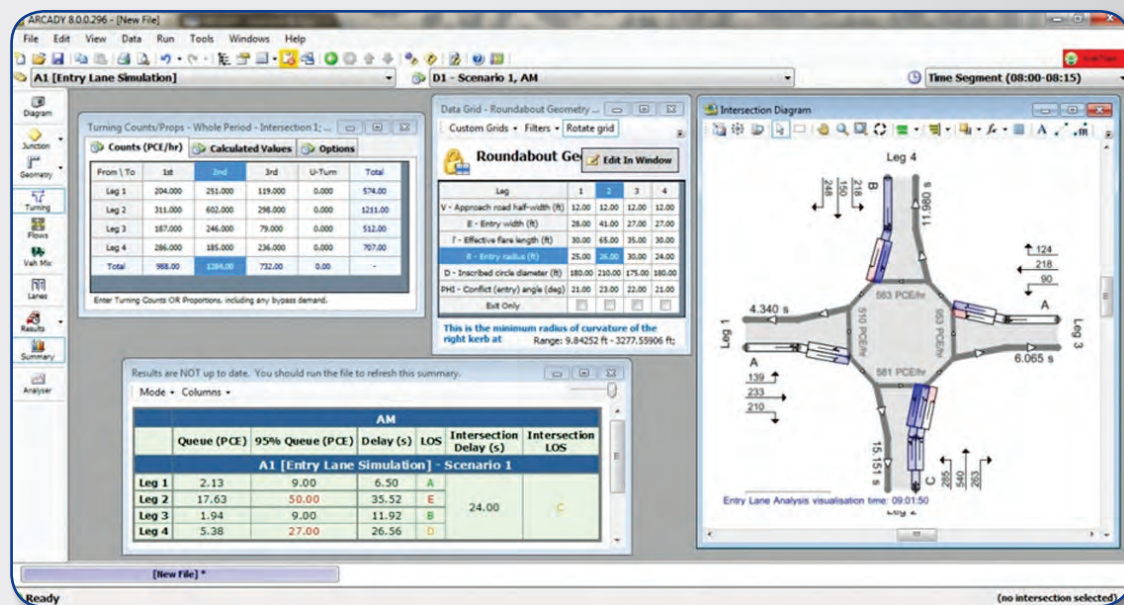 ARCADY 8.0.0.296 - [New File]
File Edit View Data Run Tools Windows Help
A1 [Entry Lane Simulation]
D1 - Scenario 1, AM
Time Segment (08:00-08:15)
Diagram
Junction
Geometry
Turning
Flows
Veh Mix
Lanes
Results
Summary
Analyser
Turning Counts/Props - Whole Period - Intersection 1; ...
Counts (PCE/hr) Calculated Values Options
From \ To 1st 2nd 3rd U-Turn Total
Leg 1 204.000 251.000 119.000 0.000 574.00
Leg 2 311.000 602.000 298.000 0.000 1211.00
Leg 3 187.000 246.000 79.000 0.000 512.00
Leg 4 286.000 185.000 236.000 0.000 707.00
Total 988.00 1284.00 732.00 0.00 -
Enter Turning Counts OR Proportions, including any bypass demand.
Data Grid - Roundabout Geometry ...
Custom Grids Filters Rotate grid
Roundabout Ge
Edit In Window
Leg 1 2 3 4
V - Approach road half-width (ft) 12.00 12.00 12.00 12.00
E - Entry width (ft) 28.00 41.00 27.00 27.00
l' - Effective flare length (ft) 30.00 65.00 35.00 30.00
R - Entry radius (ft) 25.00 26.00 30.00 24.00
D - Inscribed circle diameter (ft) 180.00 210.00 175.00 180.00
PHI - Conflict (entry) angle (deg) 21.00 23.00 22.00 21.00
Exit Only
This is the minimum radius of curvature of the
right kerb at
Range: 9.84252 ft - 3277.55906 ft;
Results are NOT up to date. You should run the file to refresh this summary.
Mode Columns
AM
Queue (PCE) 95% Queue (PCE) Delay (s) LOS Intersection Delay (s) Intersection LOS
A1 [Entry Lane Simulation] - Scenario 1
Leg 1 2.13 9.00 6.50 A
Leg 2 17.63 50.00 35.52 E
Leg 3 1.94 9.00 11.92 B
Leg 4 5.38 27.00 26.56 D
24.00 C
Intersection Diagram
Leg 4
248
150
218
B
11.980 s
124
218
90
A
Leg 3
6.065 s
563 PCE/hr
510 PCE/hr
953 PCE/hr
581 PCE/hr
4.340 s
Leg 1
A
139
233
210
15.151 s
C
285
540
263
Entry Lane Analysis visualisation time: 09:01:50
Leg 2
[New File] *
Ready
(no intersection selected)